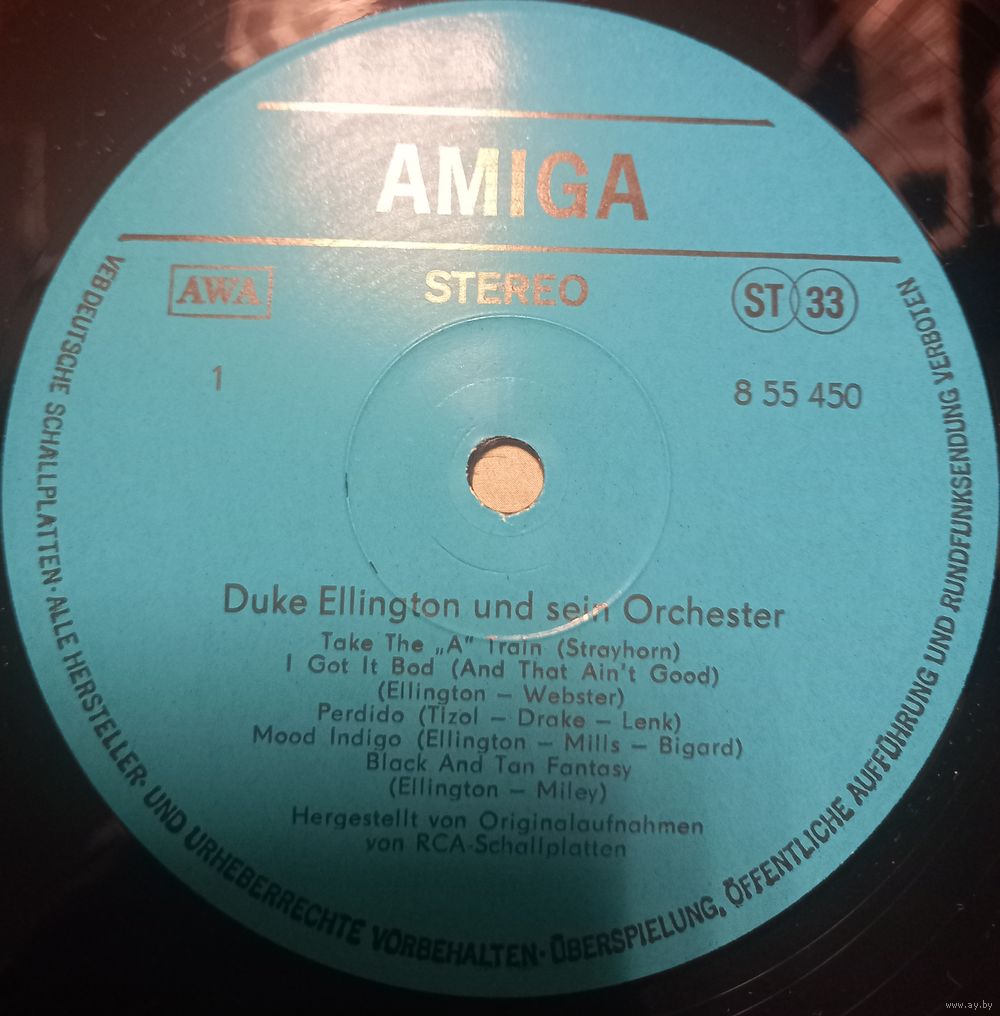 AMIGA
AWA
STEREO
ST 33
1
8 55 450
Duke Ellington und sein Orchester
Take The „A" Train (Strayhorn)
I Got It Bod (And That Ain't Good)
(Ellington – Webster)
Perdido (Tizol – Drake – Lenk)
Mood Indigo (Ellington – Mills – Bigard)
Black And Tan Fantasy
(Ellington – Miley)
Hergestellt von Originalaufnahmen
von RCA-Schallplatten
VEB DEUTSCHE SCHALLPLATTEN · ALLE HERSTELLER- UND URHEBERRECHTE VORBEHALTEN · ÜBERSPIELUNG, ÖFFENTLICHE AUFFÜHRUNG UND RUNDFUNKSENDUNG VERBOTEN
www.ay.by